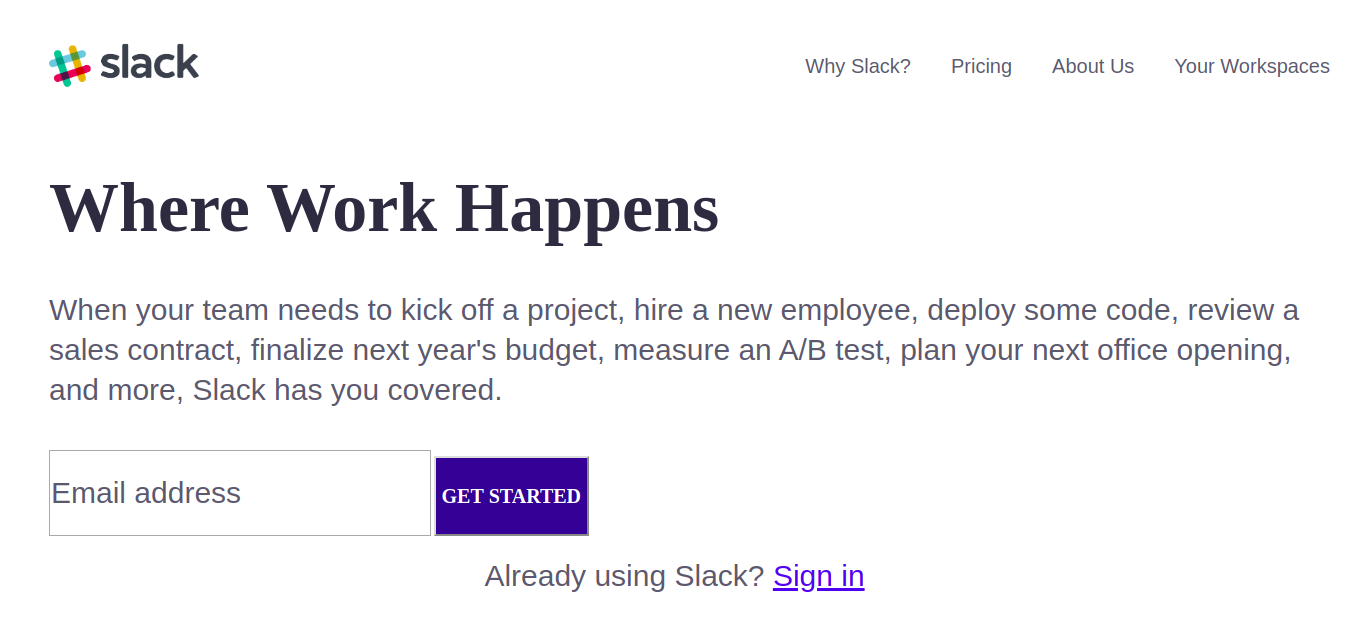 slack
Why Slack? Pricing About Us Your Workspaces
Where Work Happens
When your team needs to kick off a project, hire a new employee, deploy some code, review a
sales contract, finalize next year's budget, measure an A/B test, plan your next office opening,
and more, Slack has you covered.
Email address GET STARTED
Already using Slack? Sign in